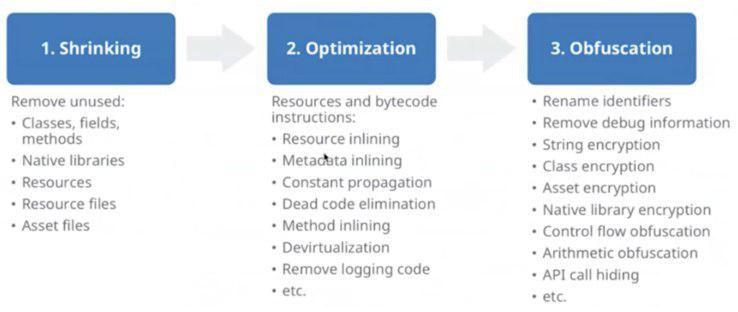 1. Shrinking
Remove unused:
• Classes, fields,
methods
• Native libraries
• Resources
• Resource files
• Asset files
2. Optimization
Resources and bytecode
instructions:
• Resource inlining
• Metadata inlining
• Constant propagation
• Dead code elimination
• Method inlining
• Devirtualization
• Remove logging code
• etc.
3. Obfuscation
• Rename identifiers
• Remove debug information
• String encryption
• Class encryption
• Asset encryption
• Native library encryption
• Control flow obfuscation
• Arithmetic obfuscation
• API call hiding
• etc.